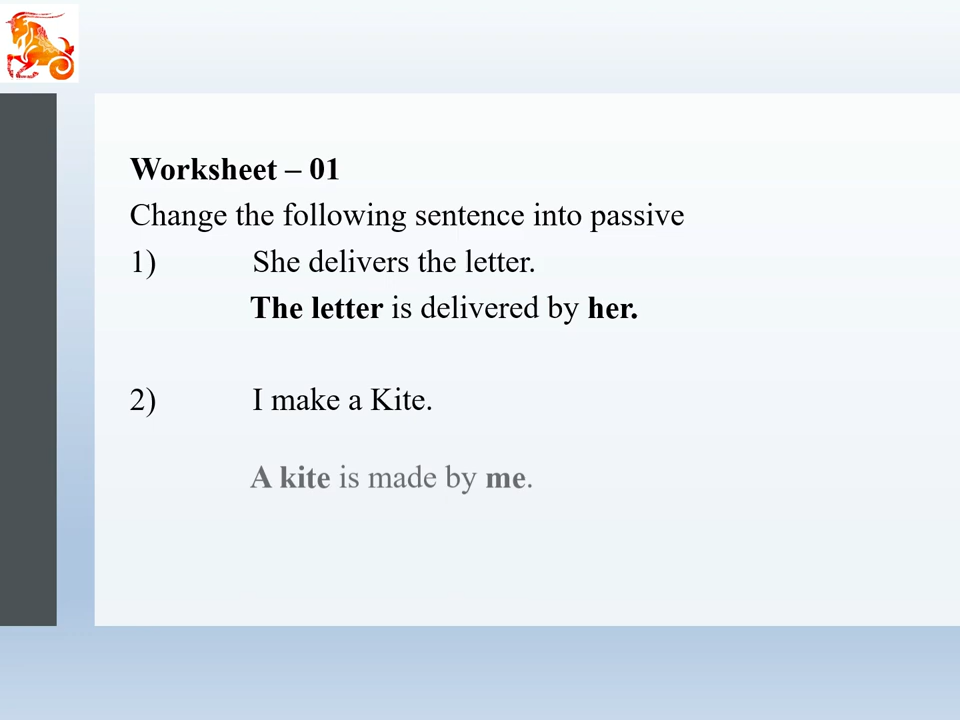 Worksheet – 01
Change the following sentence into passive
1) She delivers the letter.
The letter is delivered by her.
2) I make a Kite.
A kite is made by me.